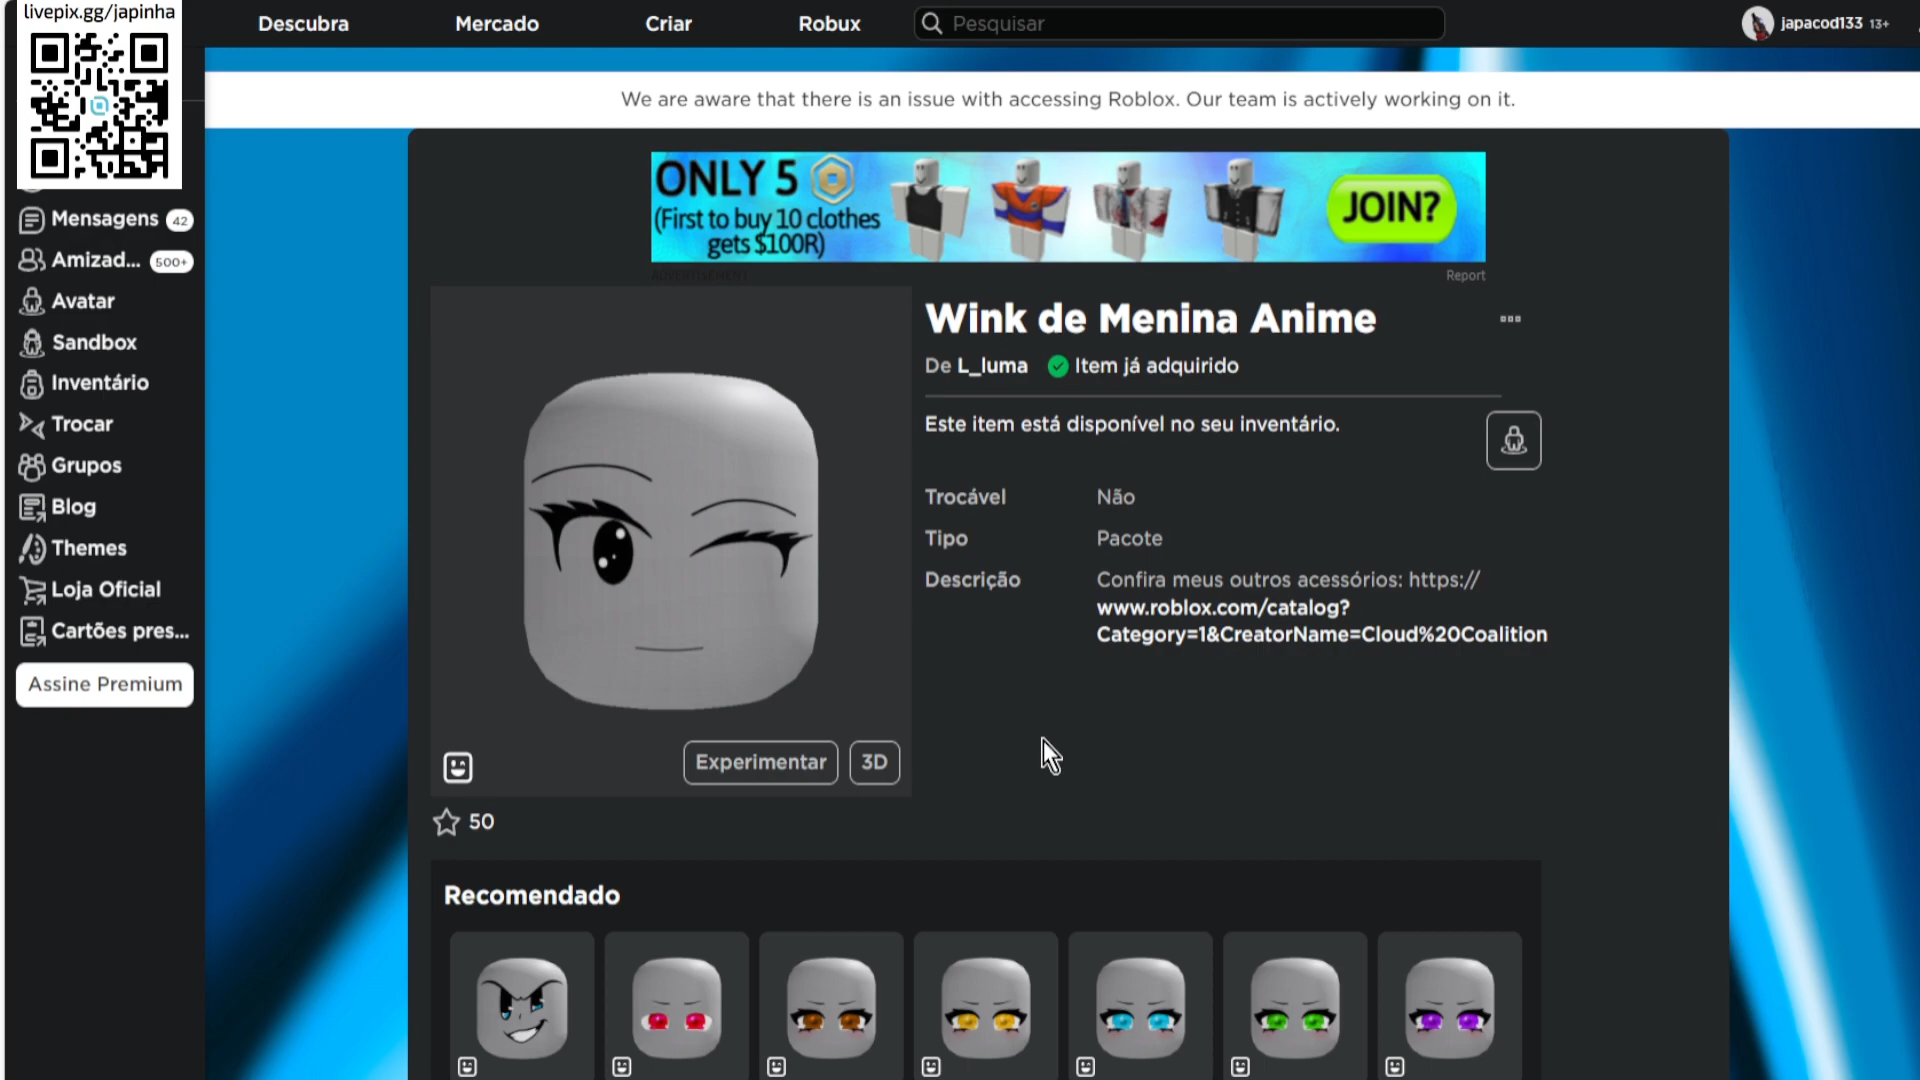 livepix.gg/japinha
Descubra
Mercado
Criar
Robux
Pesquisar
japacod133 13+
We are aware that there is an issue with accessing Roblox. Our team is actively working on it.
ONLY 5
(First to buy 10 clothes
gets $100R)
JOIN?
ADVERTISEMENT
Report
Mensagens 42
Amizad... 500+
Avatar
Sandbox
Inventário
Trocar
Grupos
Blog
Themes
Loja Oficial
Cartões pres...
Assine Premium
Wink de Menina Anime
De L_luma Item já adquirido
Este item está disponível no seu inventário.
Trocável Não
Tipo Pacote
Descrição Confira meus outros acessórios: https://
www.roblox.com/catalog?
Category=1&CreatorName=Cloud%20Coalition
Experimentar
3D
50
Recomendado